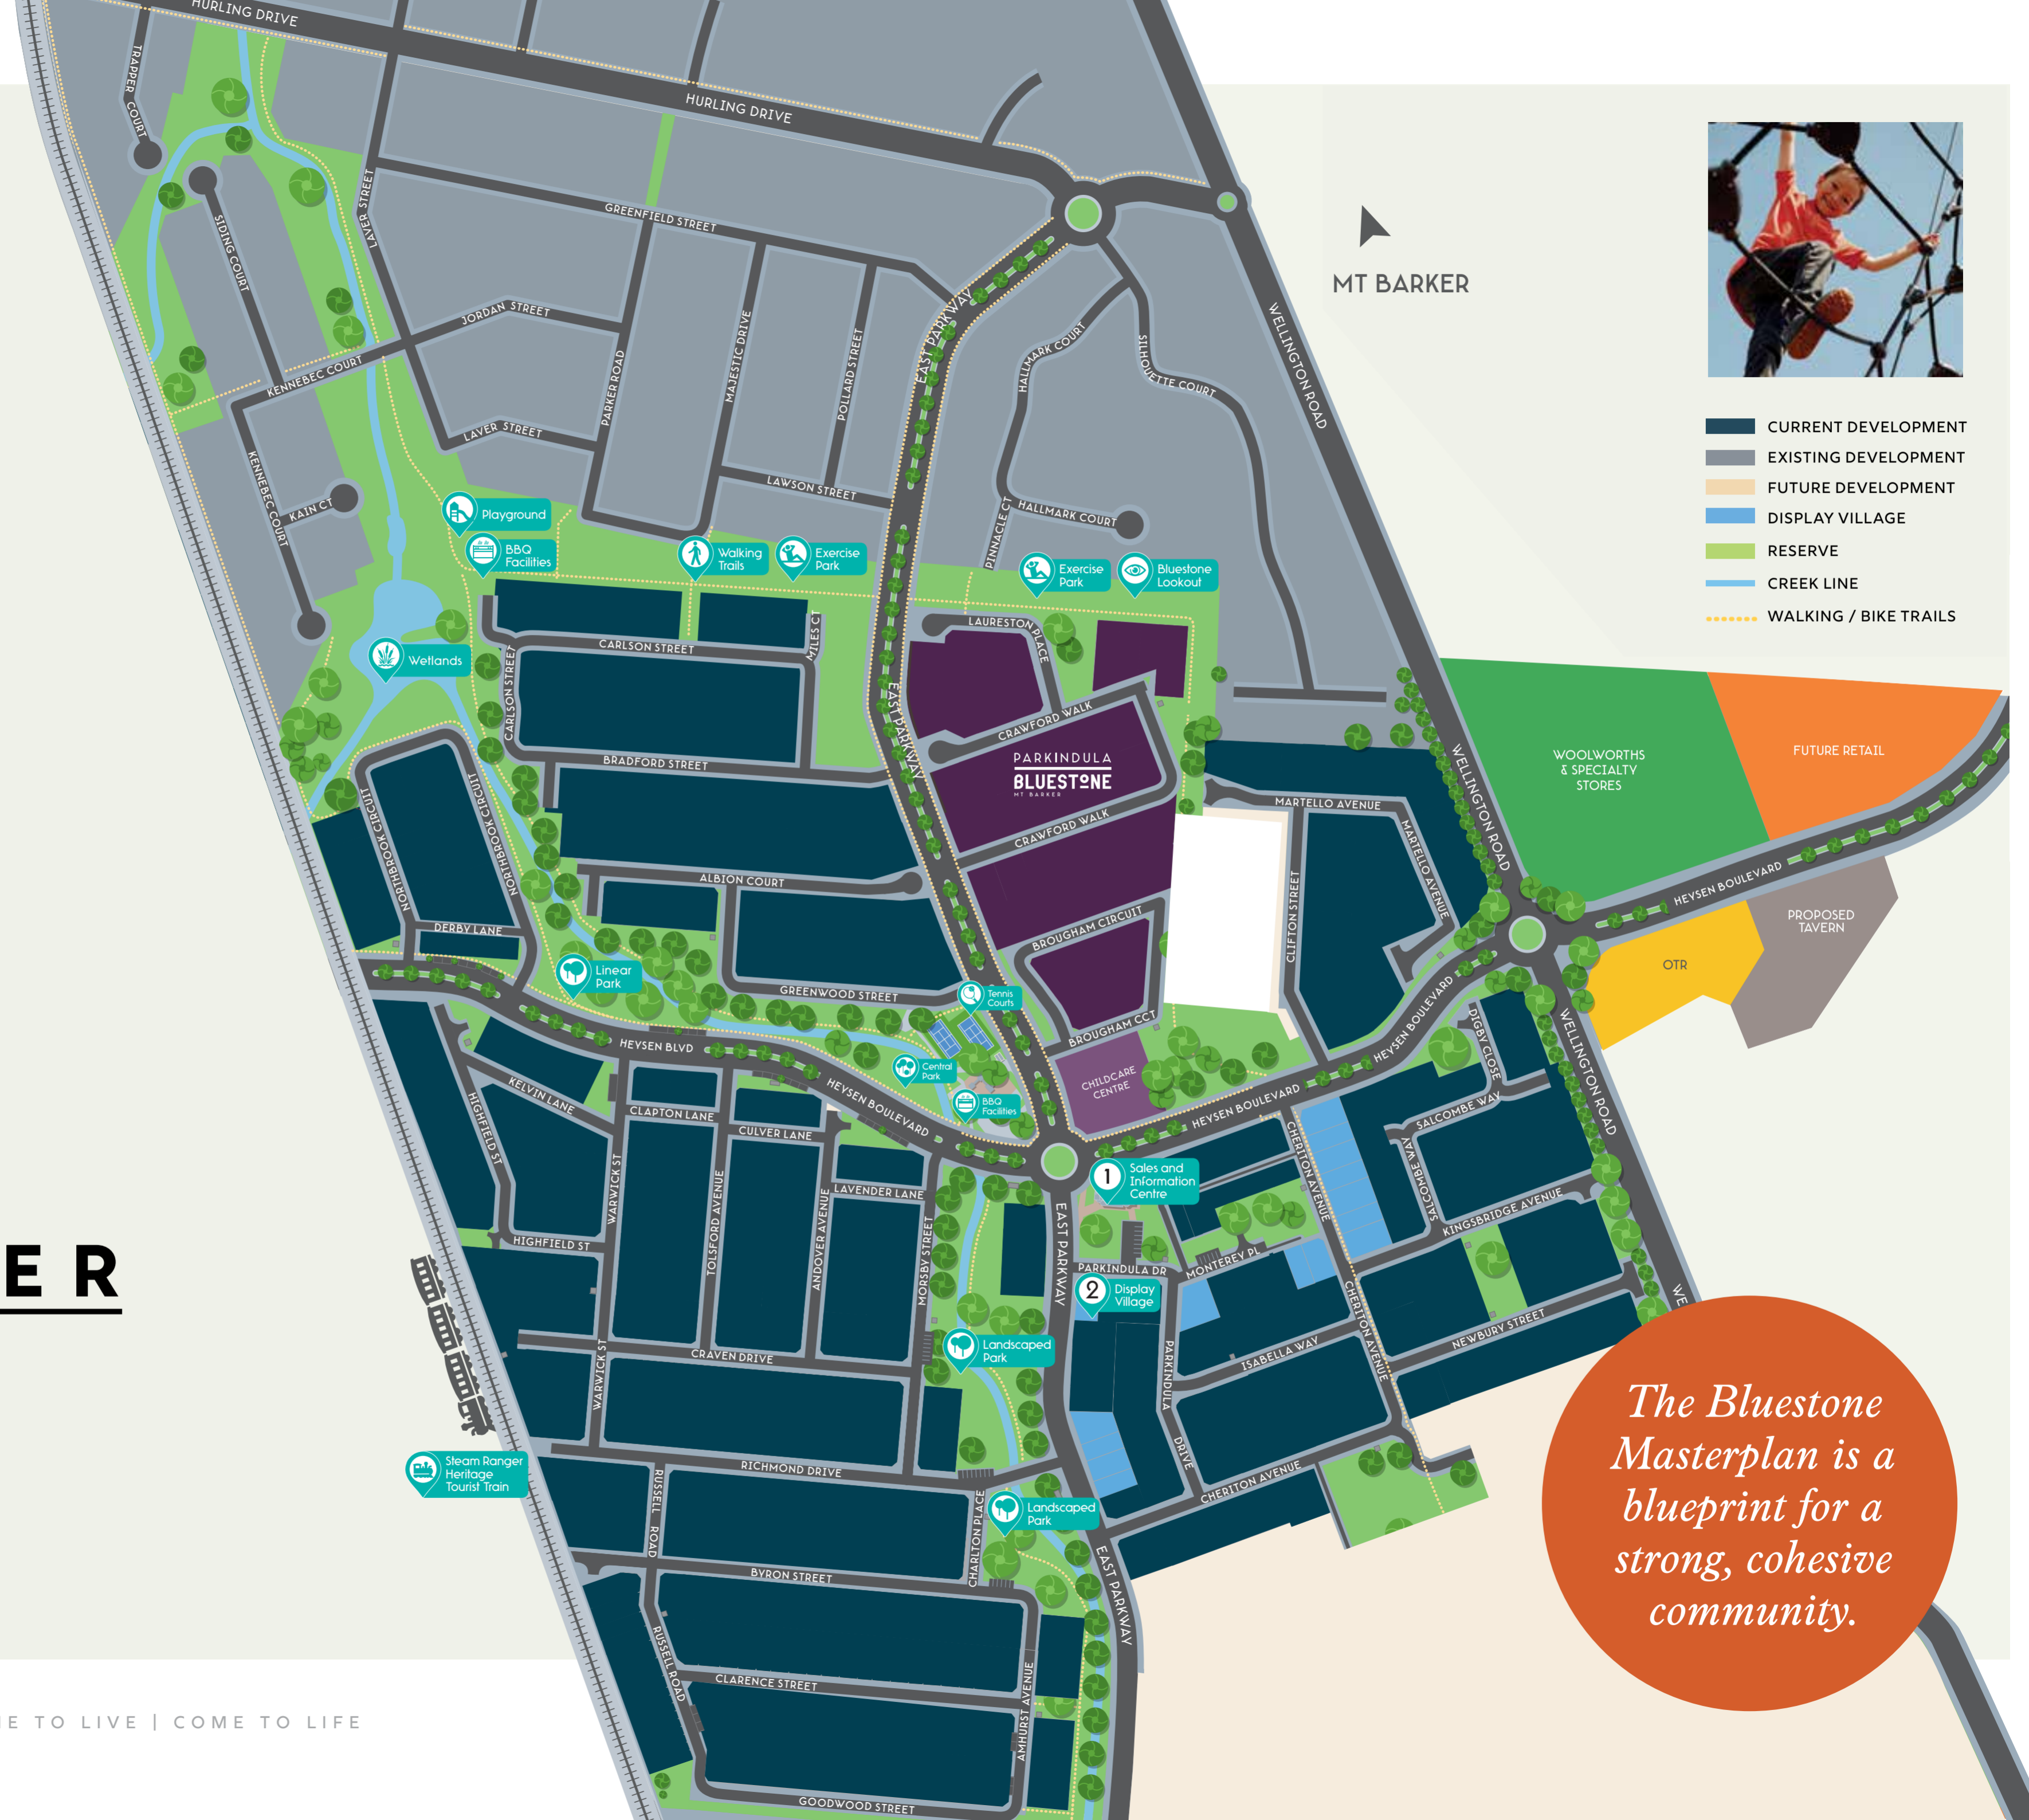 HURLING DRIVE
TRAPPER COURT
HURLING DRIVE
LAVER STREET
SIDING COURT
GREENFIELD STREET
MT BARKER
JORDAN STREET
KENNEBEC COURT
PARKER ROAD
MAJESTIC DRIVE
POLLARD STREET
EAST PARKWAY
HALLMARK COURT
SILHOUETTE COURT
WELLINGTON ROAD
LAVER STREET
LAWSON STREET
KENNEBEC COURT
KAIN CT
PINNACLE CT
HALLMARK COURT
CURRENT DEVELOPMENT
EXISTING DEVELOPMENT
FUTURE DEVELOPMENT
DISPLAY VILLAGE
RESERVE
CREEK LINE
WALKING / BIKE TRAILS
Playground
BBQ
Facilities
Walking
Trails
Exercise
Park
Exercise
Park
Bluestone
Lookout
Wetlands
CARLSON STREET
MILES CT
CARLSON STREET
LAURESTON PLACE
EAST PARKWAY
CRAWFORD WALK
PARKINDULA
BLUESTONE
MT BARKER
CRAWFORD WALK
BRADFORD STREET
NORTHBROOK CIRCUIT
NORTHBROOK CIRCUIT
MARTELLO AVENUE
MARTELLO AVENUE
WELLINGTON ROAD
WOOLWORTHS
& SPECIALTY
STORES
FUTURE RETAIL
HEYSEN BOULEVARD
PROPOSED
TAVERN
OTR
ALBION COURT
DERBY LANE
BROUGHAM CIRCUIT
CLIFTON STREET
Linear
Park
GREENWOOD STREET
Tennis
Courts
BROUGHAM CCT
HEYSEN BLVD
Central
Park
BBQ
Facilities
CHILDCARE
CENTRE
HEYSEN BOULEVARD
HEYSEN BOULEVARD
HEYSEN BOULEVARD
DIGBY CLOSE
WELLINGTON ROAD
KELVIN LANE
HIGHFIELD ST
CLAPTON LANE
CULVER LANE
LAVENDER LANE
WARWICK ST
TOLSFORD AVENUE
ANDOVER AVENUE
MORSBY STREET
HIGHFIELD ST
1
Sales and
Information
Centre
CHERITON AVENUE
SALCOMBE WAY
SALCOMBE WAY
KINGSBRIDGE AVENUE
EAST PARKWAY
PARKINDULA DR
MONTEREY PL
2
Display
Village
CHERITON AVENUE
NEWBURY STREET
WE
ER
CRAVEN DRIVE
WARWICK ST
Landscaped
Park
PARKINDULA
DRIVE
ISABELLA WAY
CHERITON AVENUE
Steam Ranger
Heritage
Tourist Train
RICHMOND DRIVE
RUSSELL ROAD
CHARLTON PLACE
Landscaped
Park
EAST PARKWAY
BYRON STREET
RUSSELL ROAD
CLARENCE STREET
AMHURST AVENUE
GOODWOOD STREET
The Bluestone
Masterplan is a
blueprint for a
strong, cohesive
community.
E TO LIVE | COME TO LIFE